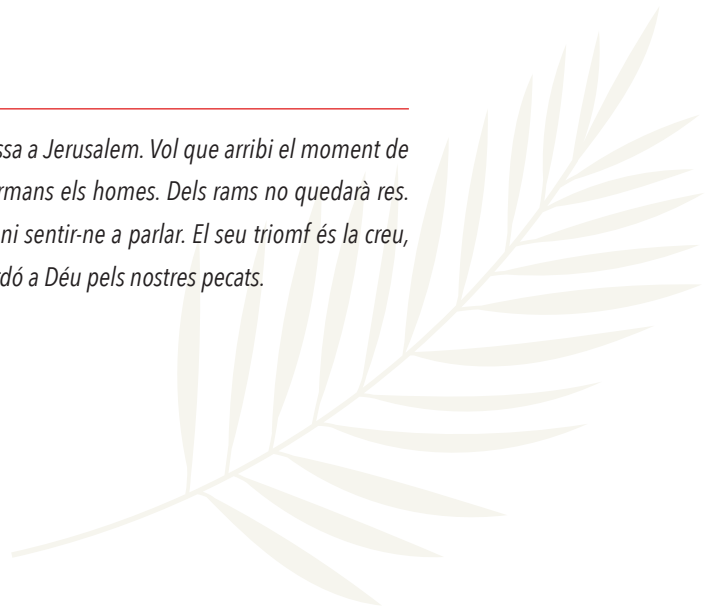 ssa a Jerusalem. Vol que arribi el moment de
rmans els homes. Dels rams no quedarà res.
ni sentir-ne a parlar. El seu triomf és la creu,
rdó a Déu pels nostres pecats.